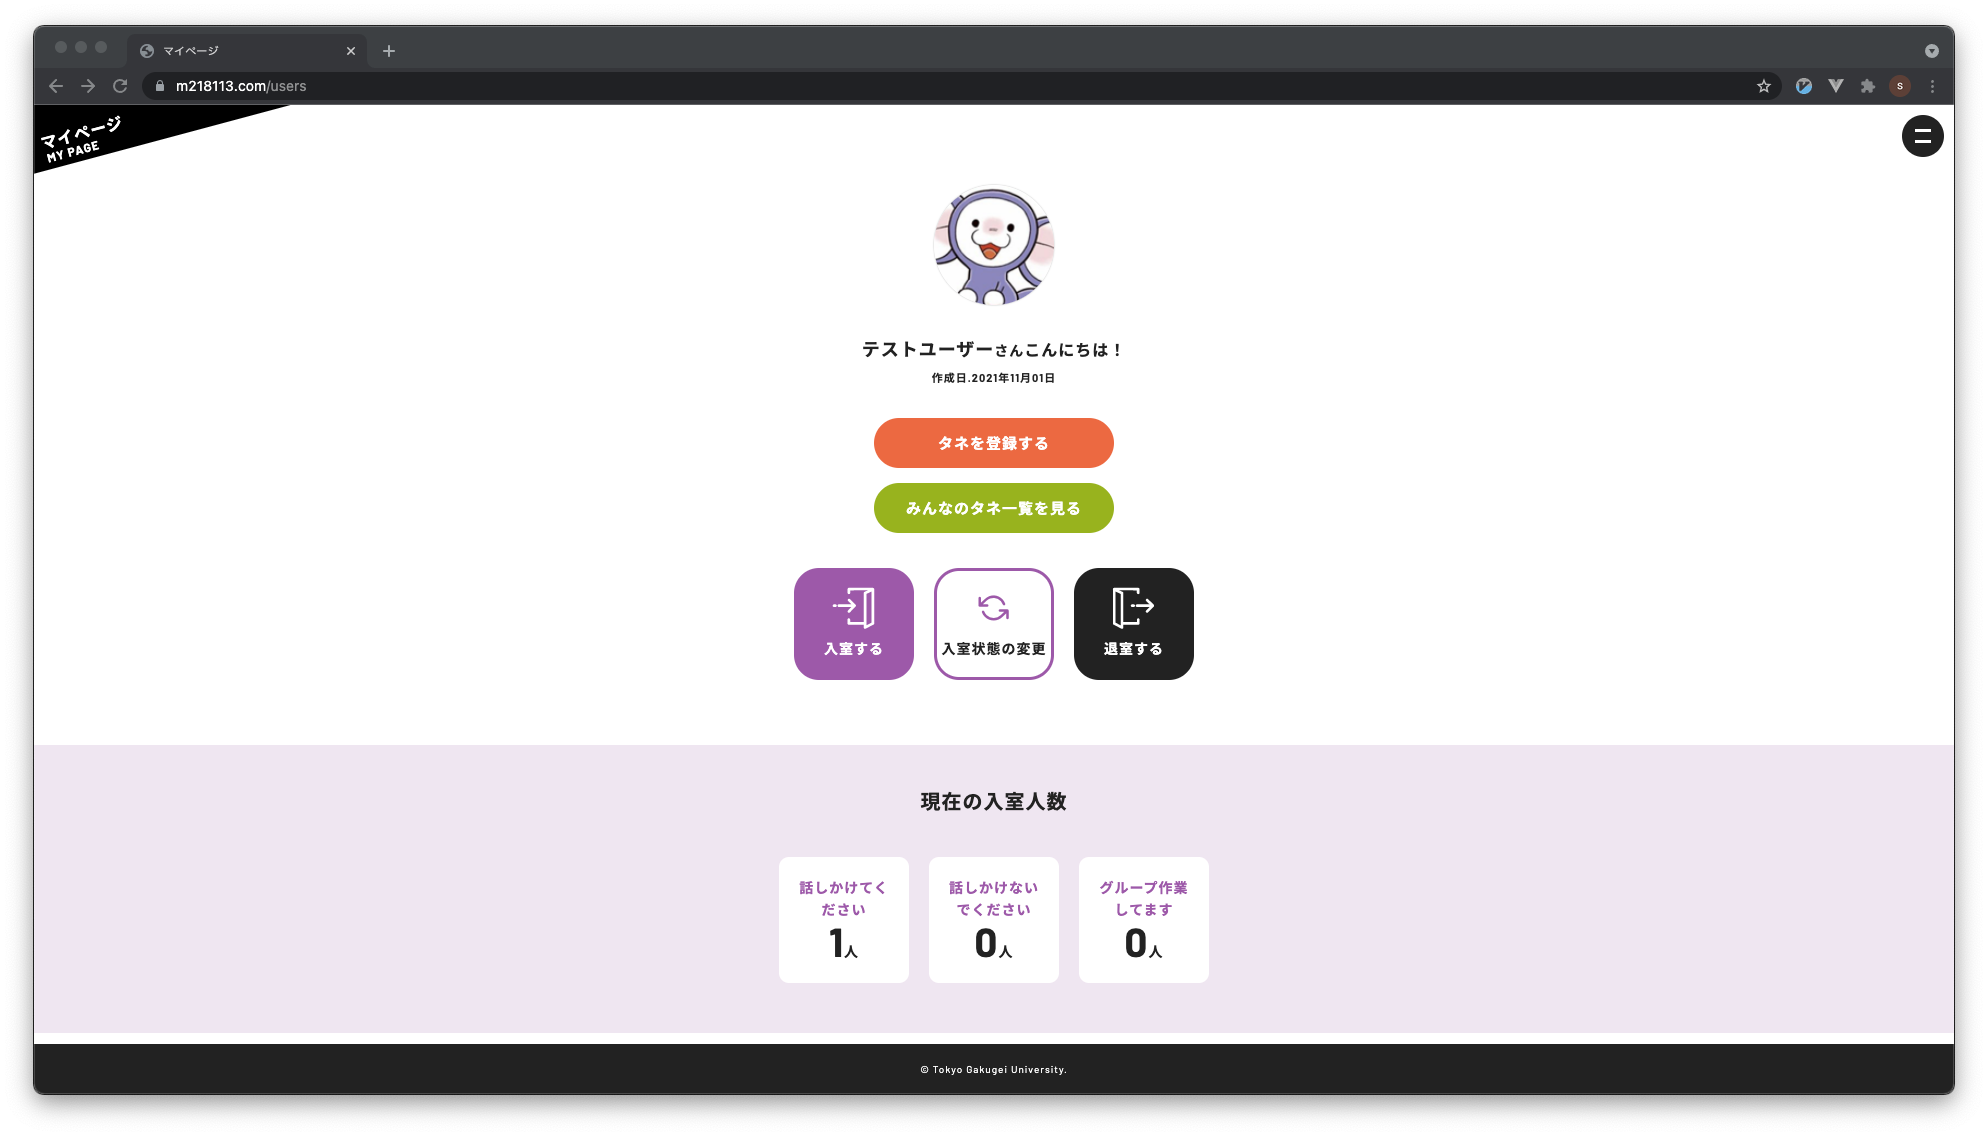 マイページ
m218113.com/users
S
マイページ
MY PAGE
テストユーザーさんこんにちは！
作成日.2021年11月01日
タネを登録する
みんなのタネ一覧を見る
入室する
入室状態の変更
退室する
現在の入室人数
話しかけてく
ださい
1人
話しかけない
でください
0人
グループ作業
してます
0人
© Tokyo Gakugei University.